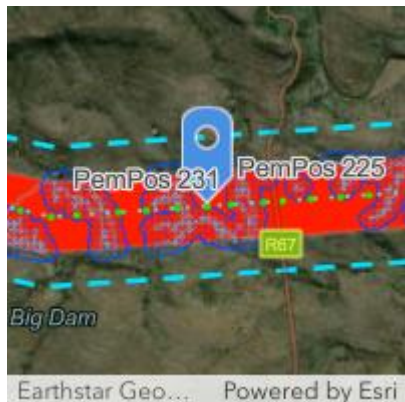 PemPos 225
PemPos 231
R67
Big Dam
Earthstar Geo... Powered by Esri